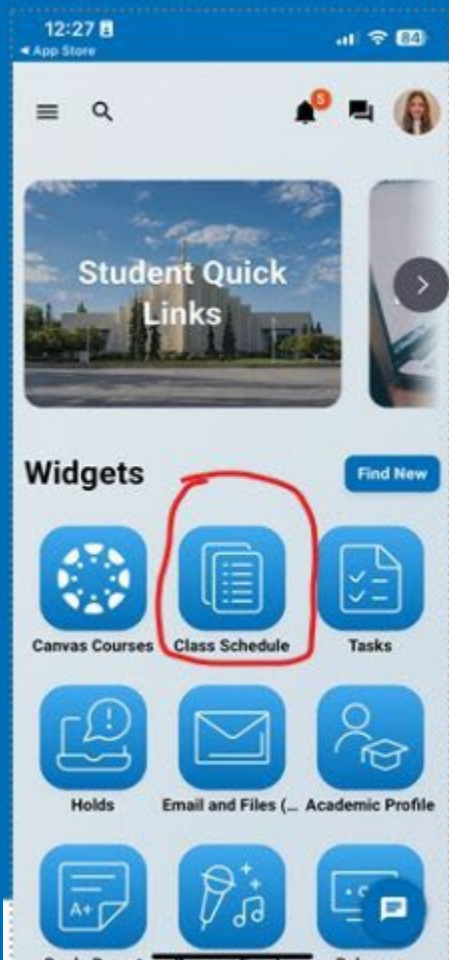 12:27
84
◀ App Store
5
Student Quick
Links
Widgets
Find New
Canvas Courses
Class Schedule
Tasks
Holds
Email and Files (...
Academic Profile
A+